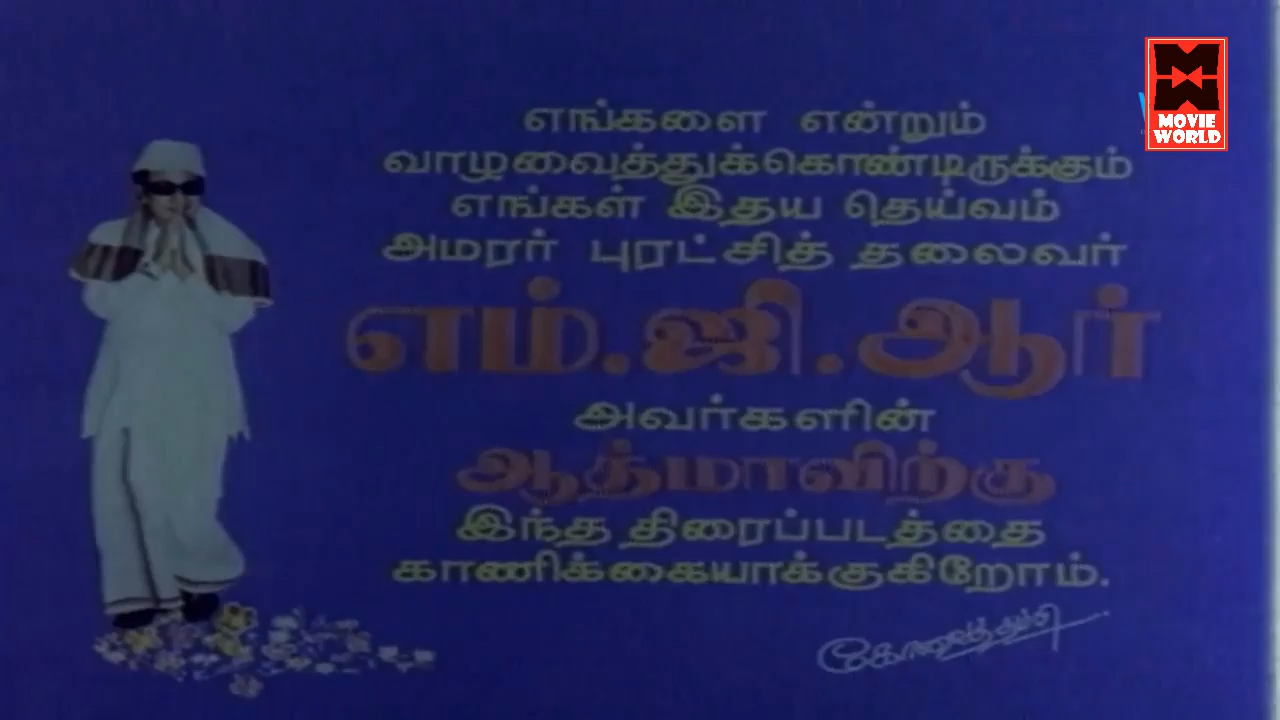 எங்களை என்றும்
வாழவைத்துக்கொண்டிருக்கும்
எங்கள் இதய தெய்வம்
அமரர் புரட்சித் தலைவர்
எம்.ஜி.ஆர்
அவர்களின்
ஆத்மாவிற்கு
இந்த திரைப்படத்தை
காணிக்கையாக்குகிறோம்.
MOVIE
WORLD